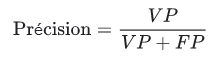 Précision = VP / (VP + FP)